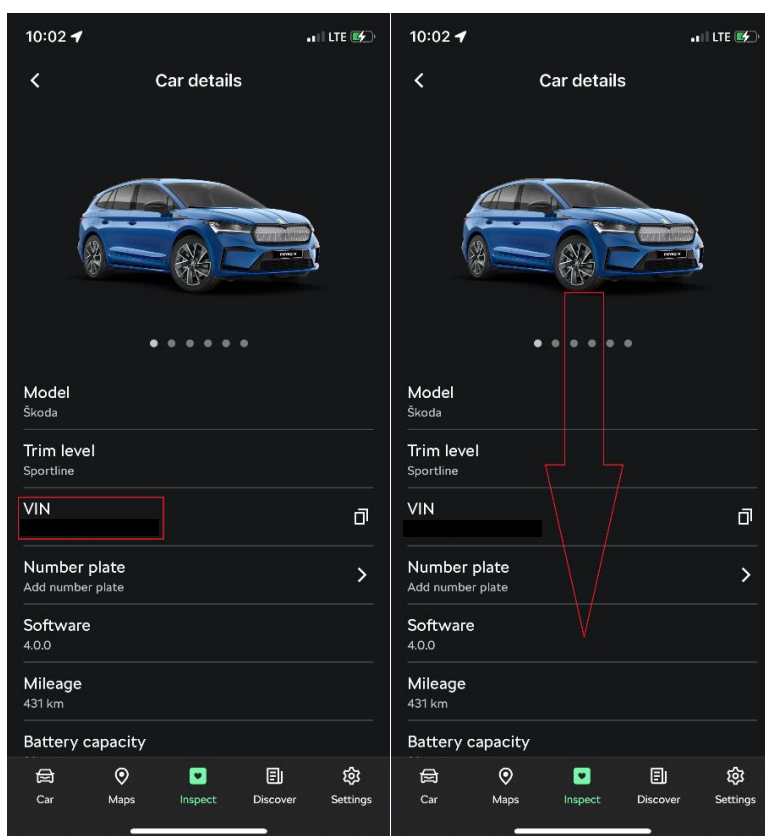 10:02
LTE
Car details
Model
Škoda
Trim level
Sportline
VIN
Number plate
Add number plate
Software
4.0.0
Mileage
431 km
Battery capacity
Car
Maps
Inspect
Discover
Settings
10:02
LTE
Car details
Model
Škoda
Trim level
Sportline
VIN
Number plate
Add number plate
Software
4.0.0
Mileage
431 km
Battery capacity
Car
Maps
Inspect
Discover
Settings